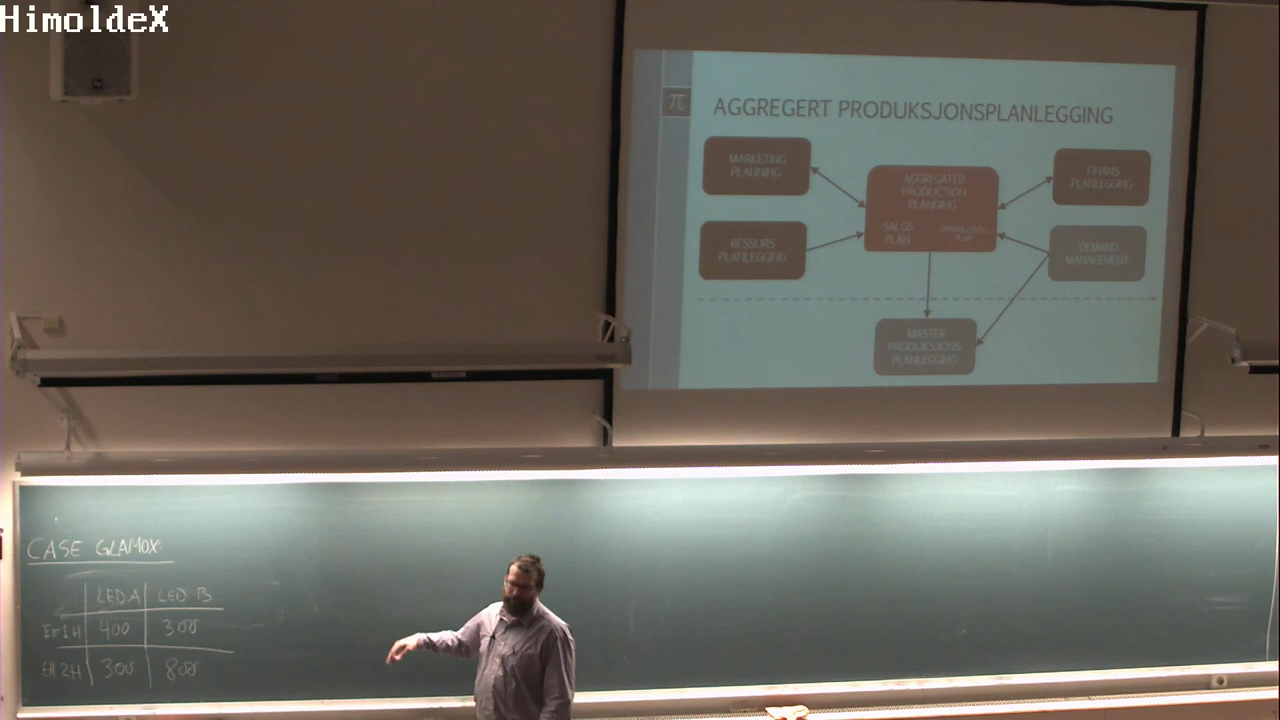 HimoldeX
π
AGGREGERT PRODUKSJONSPLANLEGGING
MARKETING
PLANNING
AGGREGATED
PRODUCTION
PLANNING
SALGS
PLAN
PLAN
FINANS
PLANLEGGING
RESSURS
PLANLEGGING
DEMAND
MANAGEMENT
MASTER
PRODUKSJONS
PLANLEGGING
CASE GLAMOX:
LED A LED B
400 300
300 800